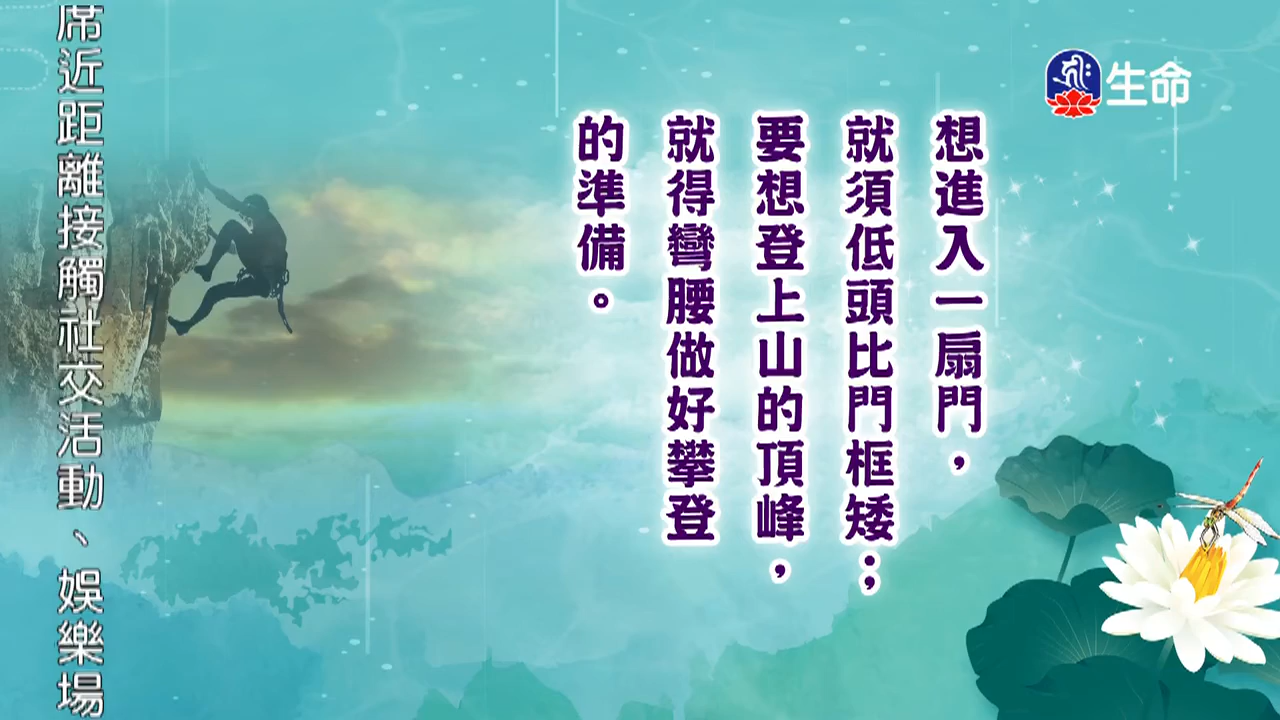 生命
想進入一扇門，
就須低頭比門框矮；
要想登上山的頂峰，
就得彎腰做好攀登
的準備。
席近距離接觸社交活動、娛樂場